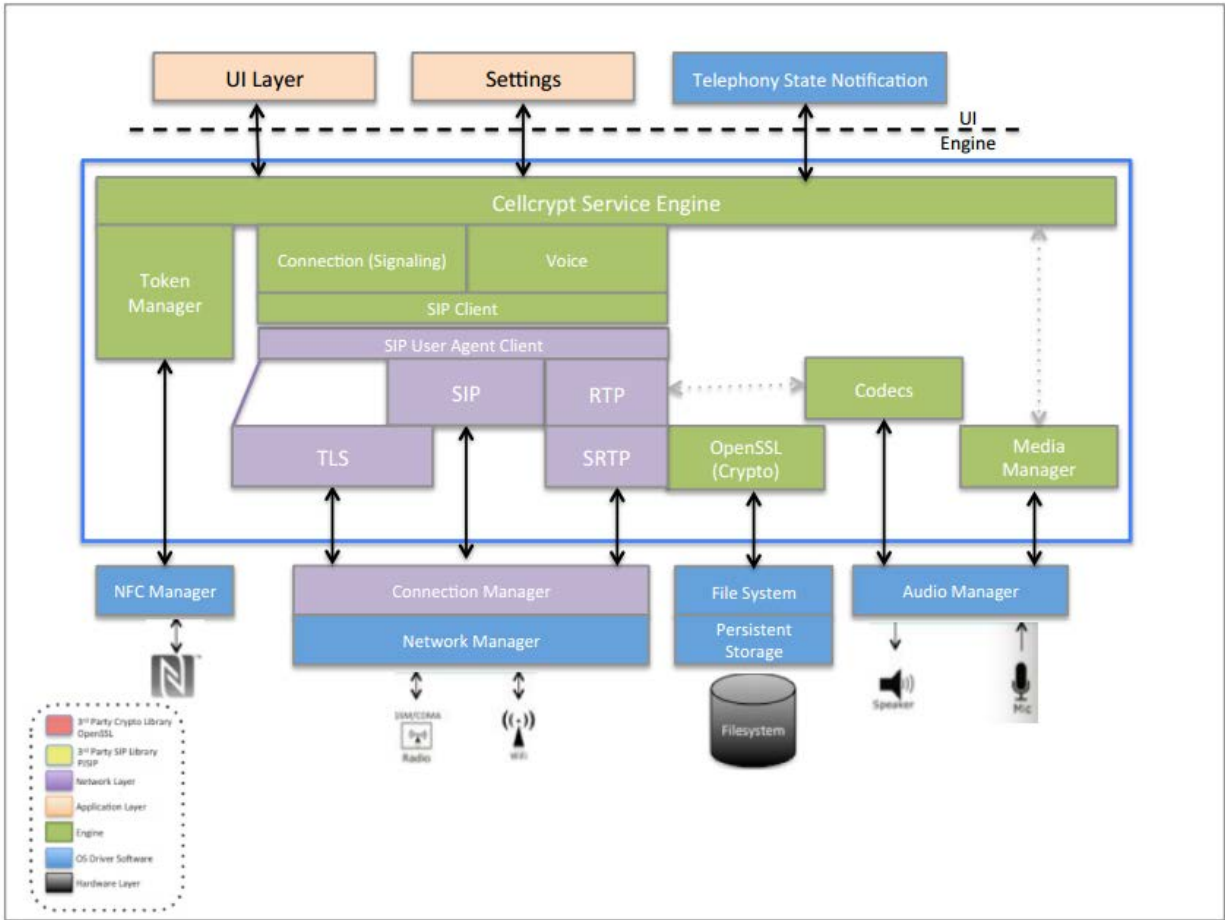 UI Layer
Settings
Telephony State Notification
UI
Engine
Cellcrypt Service Engine
Token
Manager
Connection (Signaling)
Voice
SIP Client
SIP User Agent Client
SIP
RTP
Codecs
TLS
SRTP
OpenSSL
(Crypto)
Media
Manager
NFC Manager
Connection Manager
Network Manager
File System
Persistent
Storage
Audio Manager
TM
GSM/CDMA
Radio
WiFi
Filesystem
Speaker
Mic
3rd Party Crypto Library
OpenSSL
3rd Party SIP Library
PJSIP
Network Layer
Application Layer
Engine
OS Driver Software
Hardware Layer